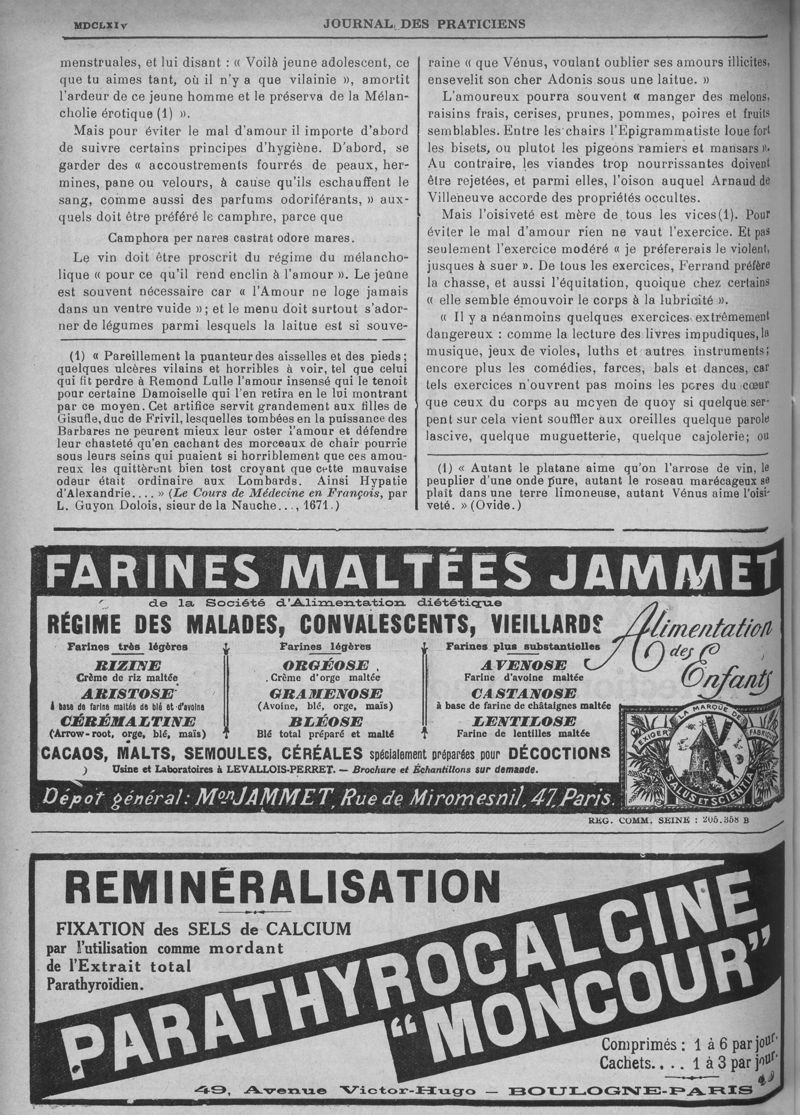 MDCLXIV
JOURNAL DES PRATICIENS
menstruales, et lui disant : « Voilà jeune adolescent, ce
que tu aimes tant, où il n'y a que vilainie », amortit
l'ardeur de ce jeune homme et le préserva de la Mélan-
cholie érotique (1) ».
Mais pour éviter le mal d'amour il importe d'abord
de suivre certains principes d'hygiène. D'abord, se
garder des « accoustrements fourrés de peaux, her-
mines, pane ou velours, à cause qu'ils eschauffent le
sang, comme aussi des parfums odoriférants, » aux-
quels doit être préféré le camphre, parce que
Camphora per nares castrat odore mares.
Le vin doit être proscrit du régime du mélancho-
lique « pour ce qu'il rend enclin à l'amour ». Le jeûne
est souvent nécessaire car « l'Amour ne loge jamais
dans un ventre vuide » ; et le menu doit surtout s'ador-
ner de légumes parmi lesquels la laitue est si souve-
(1) « Pareillement la puanteur des aisselles et des pieds ;
quelques ulcères vilains et horribles à voir, tel que celui
qui fit perdre à Remond Lulle l'amour insensé qui le tenoit
pour certaine Damoiselle qui l'en retira en le lui montrant
par ce moyen. Cet artifice servit grandement aux filles de
Gisufle, duc de Frivil, lesquelles tombées en la puissance des
Barbares ne peurent mieux leur oster l'amour et défendre
leur chasteté qu'en cachant des morceaux de chair pourrie
sous leurs seins qui puaient si horriblement que ces amou-
reux les quittèrent bien tost croyant que cette mauvaise
odeur était ordinaire aux Lombards. Ainsi Hypatie
d'Alexandrie.... » (Le Cours de Médecine en François, par
L. Guyon Dolois, sieur de la Nauche..., 1671.)
raine « que Vénus, voulant oublier ses amours illicites,
ensevelit son cher Adonis sous une laitue. »
L'amoureux pourra souvent « manger des melons,
raisins frais, cerises, prunes, pommes, poires et fruits
semblables. Entre les chairs l'Epigrammatiste loue fort
les bisets, ou plutot les pigeons ramiers et mansars ».
Au contraire, les viandes trop nourrissantes doivent
être rejetées, et parmi elles, l'oison auquel Arnaud de
Villeneuve accorde des propriétés occultes.
Mais l'oisiveté est mère de tous les vices (1). Pour
éviter le mal d'amour rien ne vaut l'exercice. Et pas
seulement l'exercice modéré « je préfererais le violent,
jusques à suer ». De tous les exercices, Ferrand préfère
la chasse, et aussi l'équitation, quoique chez certains
« elle semble émouvoir le corps à la lubricité ».
« Il y a néanmoins quelques exercices extrêmement
dangereux : comme la lecture des livres impudiques, la
musique, jeux de violes, luths et autres instruments ;
encore plus les comédies, farces, bals et dances, car
tels exercices n'ouvrent pas moins les pores du cœur
que ceux du corps au moyen de quoy si quelque ser-
pent sur cela vient souffler aux oreilles quelque parole
lascive, quelque muguetterie, quelque cajolerie ; ou
(1) « Autant le platane aime qu'on l'arrose de vin, le
peuplier d'une onde pure, autant le roseau marécageux se
plaît dans une terre limoneuse, autant Vénus aime l'oisi-
veté. » (Ovide.)
FARINES MALTÉES JAMMET
de la Société d'Alimentation diététique
RÉGIME DES MALADES, CONVALESCENTS, VIEILLARDS
Alimentation
des
Enfants
Farines très légères
RIZINE
Crème de riz maltée
ARISTOSE
à base de farine maltée de blé et d'avoine
CÉRÉMALTINE
(Arrow-root, orge, blé, maïs)
Farines légères
ORGÉOSE
Crème d'orge maltée
GRAMENOSE
(Avoine, blé, orge, maïs)
BLÉOSE
Blé total préparé et malté
Farines plus substantielles
AVENOSE
Farine d'avoine maltée
CASTANOSE
à base de farine de châtaignes maltée
LENTILOSE
Farine de lentilles maltée
EXIGER LA MARQUE DE FABRIQUE
SALUS ET SCIENTIA
CACAOS, MALTS, SEMOULES, CÉRÉALES spécialement préparées pour DÉCOCTIONS
Usine et Laboratoires à LEVALLOIS-PERRET. — Brochure et Échantillons sur demande.
Dépôt général : Mon JAMMET, Rue de Miromesnil, 47, Paris.
REG. COMM. SEINE : 205.358 B
REMINÉRALISATION
FIXATION des SELS de CALCIUM
par l'utilisation comme mordant
de l'Extrait total
Parathyroïdien.
PARATHYROCALCINE
"MONCOUR"
Comprimés : 1 à 6 par jour.
Cachets.... 1 à 3 par jour.
49, Avenue Victor-Hugo — BOULOGNE-PARIS